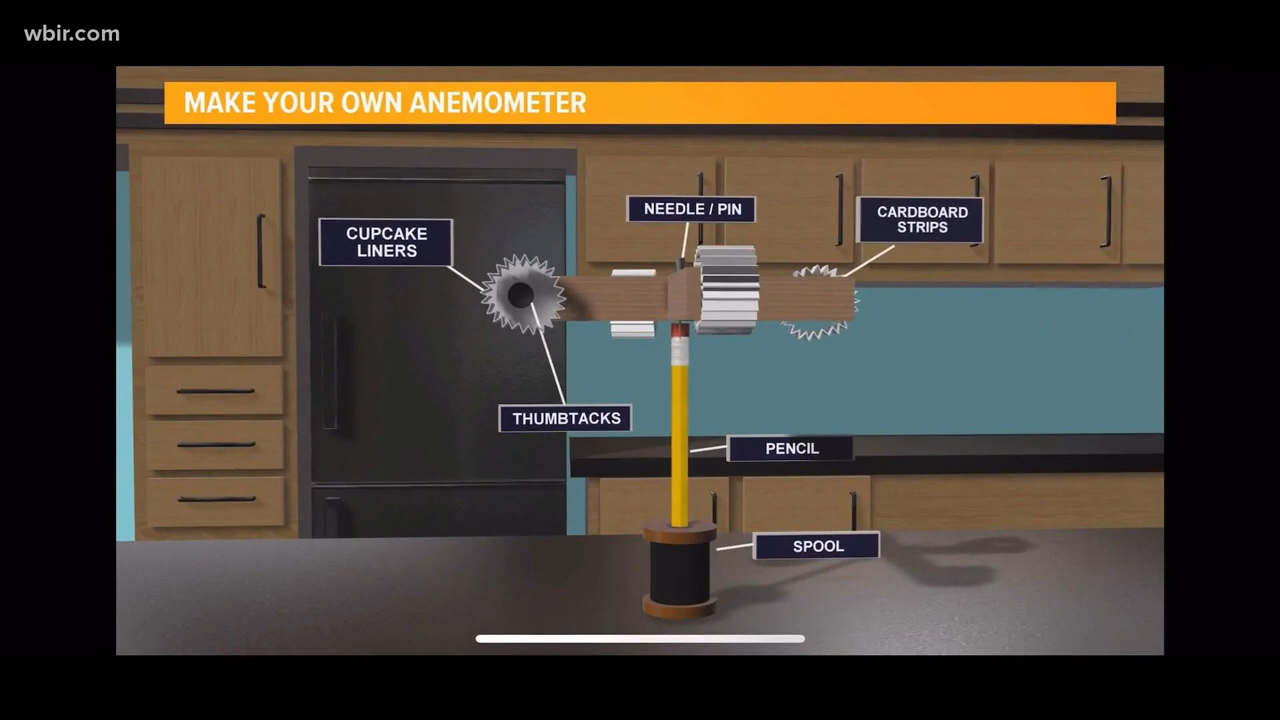 wbir.com
MAKE YOUR OWN ANEMOMETER
NEEDLE / PIN
CARDBOARD
STRIPS
CUPCAKE
LINERS
THUMBTACKS
PENCIL
SPOOL